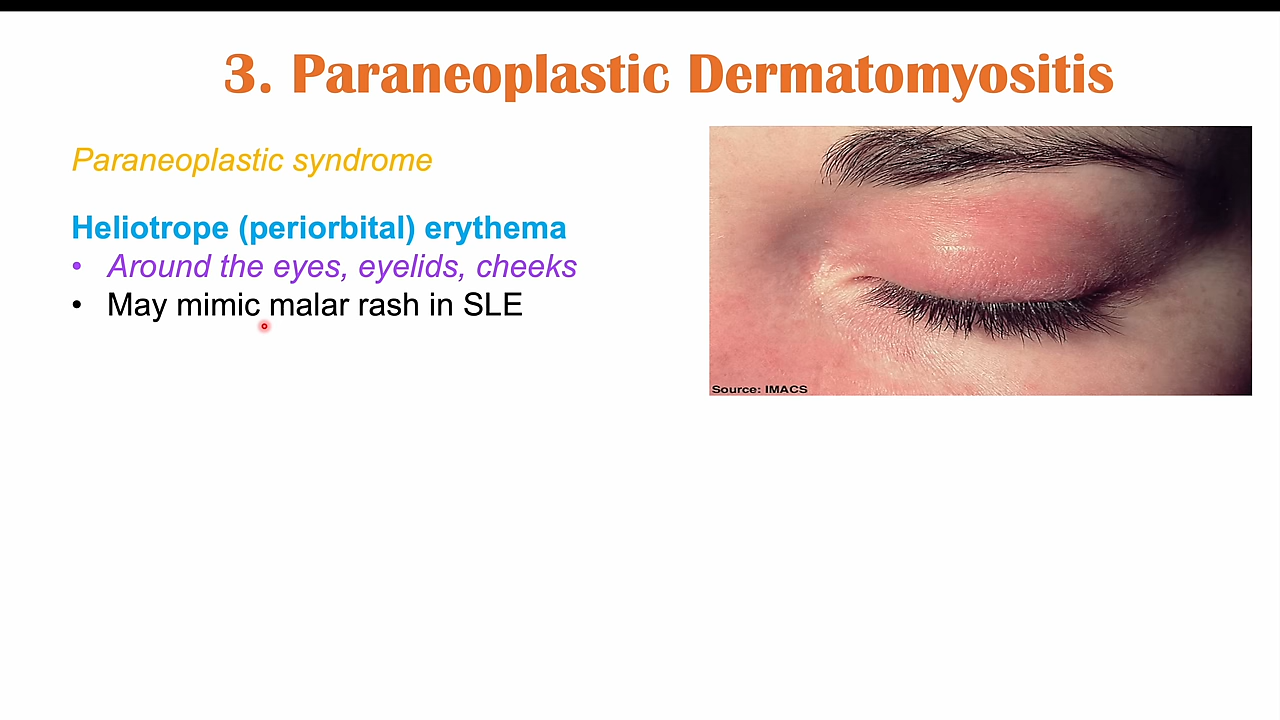 3. Paraneoplastic Dermatomyositis
Paraneoplastic syndrome
Heliotrope (periorbital) erythema
• Around the eyes, eyelids, cheeks
• May mimic malar rash in SLE
Source: IMACS